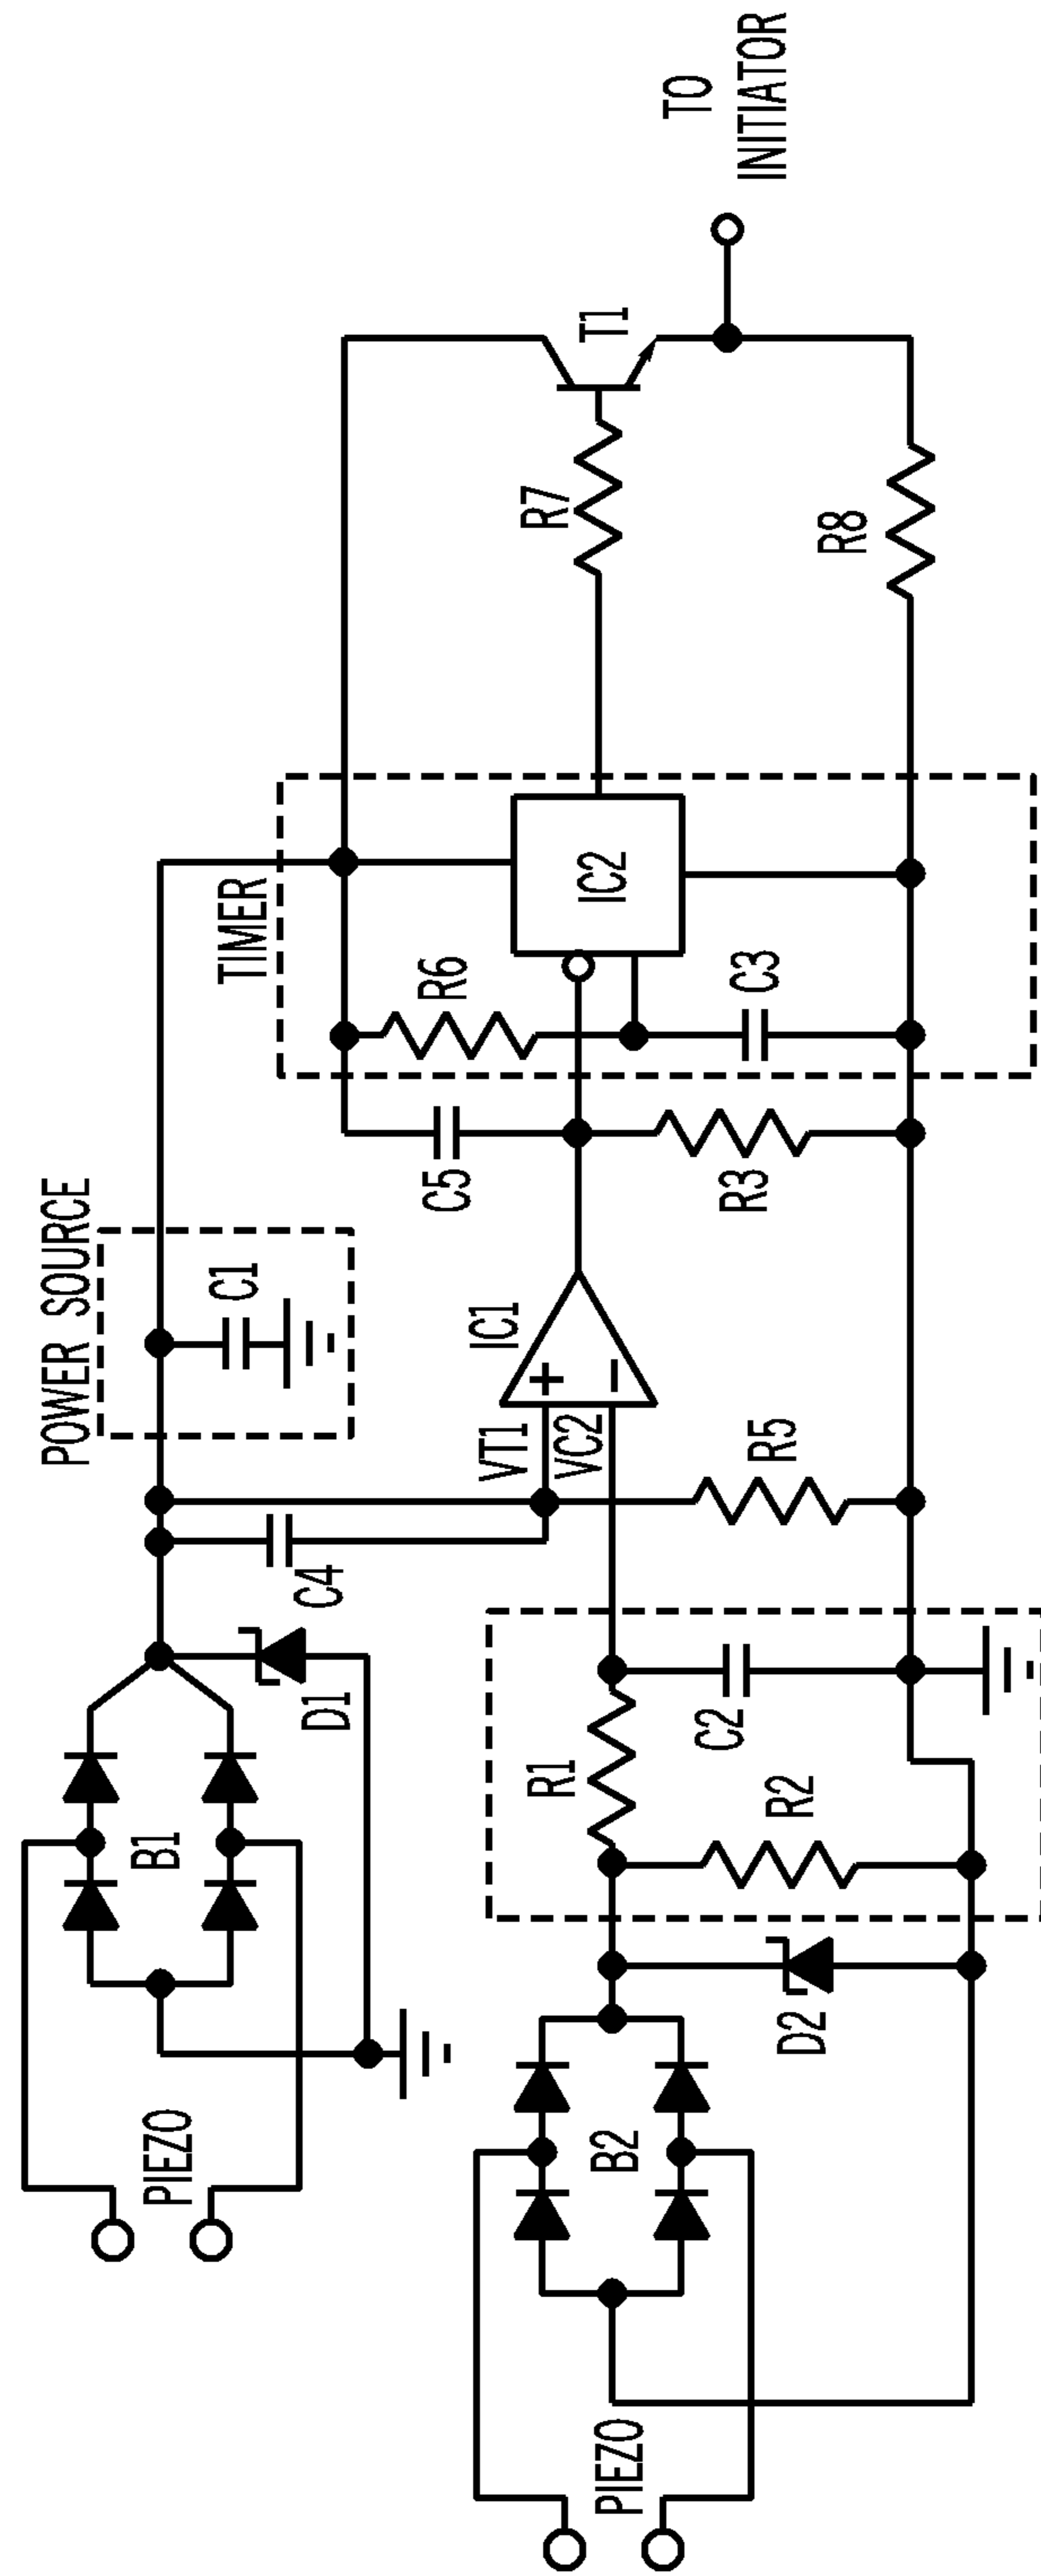 POWER SOURCE
C1
TIMER
PIEZO
B1
D1
C4
VT1
VC2
IC1
C5
R6
IC2
R7
T1
TO
INITIATOR
R3
C3
R8
PIEZO
B2
D2
R1
R2
C2
R5
+
−